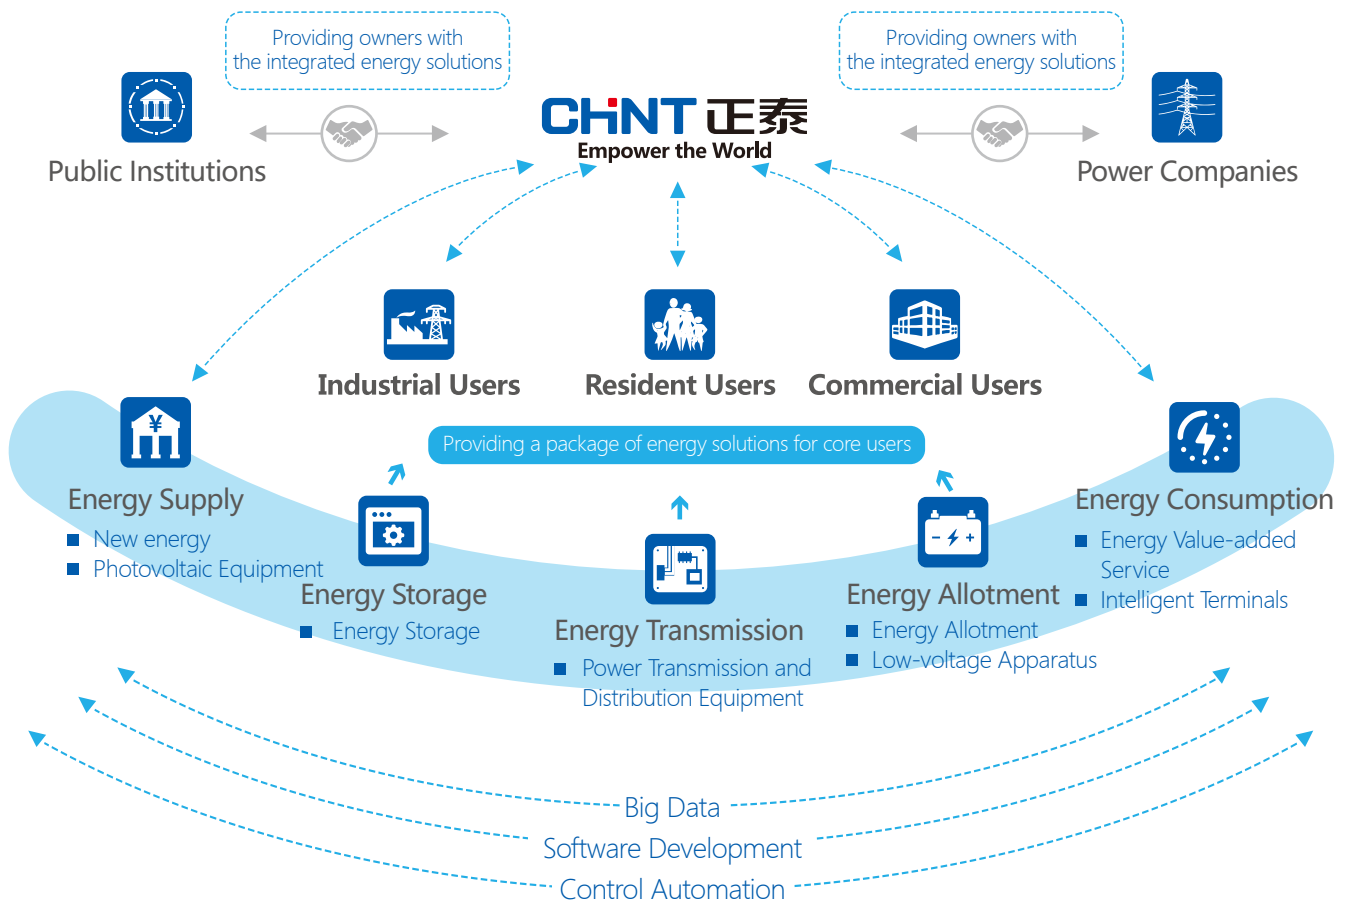 Providing owners with
the integrated energy solutions
Providing owners with
the integrated energy solutions
CHINT 正泰
Empower the World
Public Institutions
Power Companies
Industrial Users
Resident Users
Commercial Users
Providing a package of energy solutions for core users
¥
Energy Supply
New energy
Photovoltaic Equipment
Energy Storage
Energy Storage
Energy Transmission
Power Transmission and
Distribution Equipment
Energy Allotment
Energy Allotment
Low-voltage Apparatus
Energy Consumption
Energy Value-added
Service
Intelligent Terminals
Big Data
Software Development
Control Automation